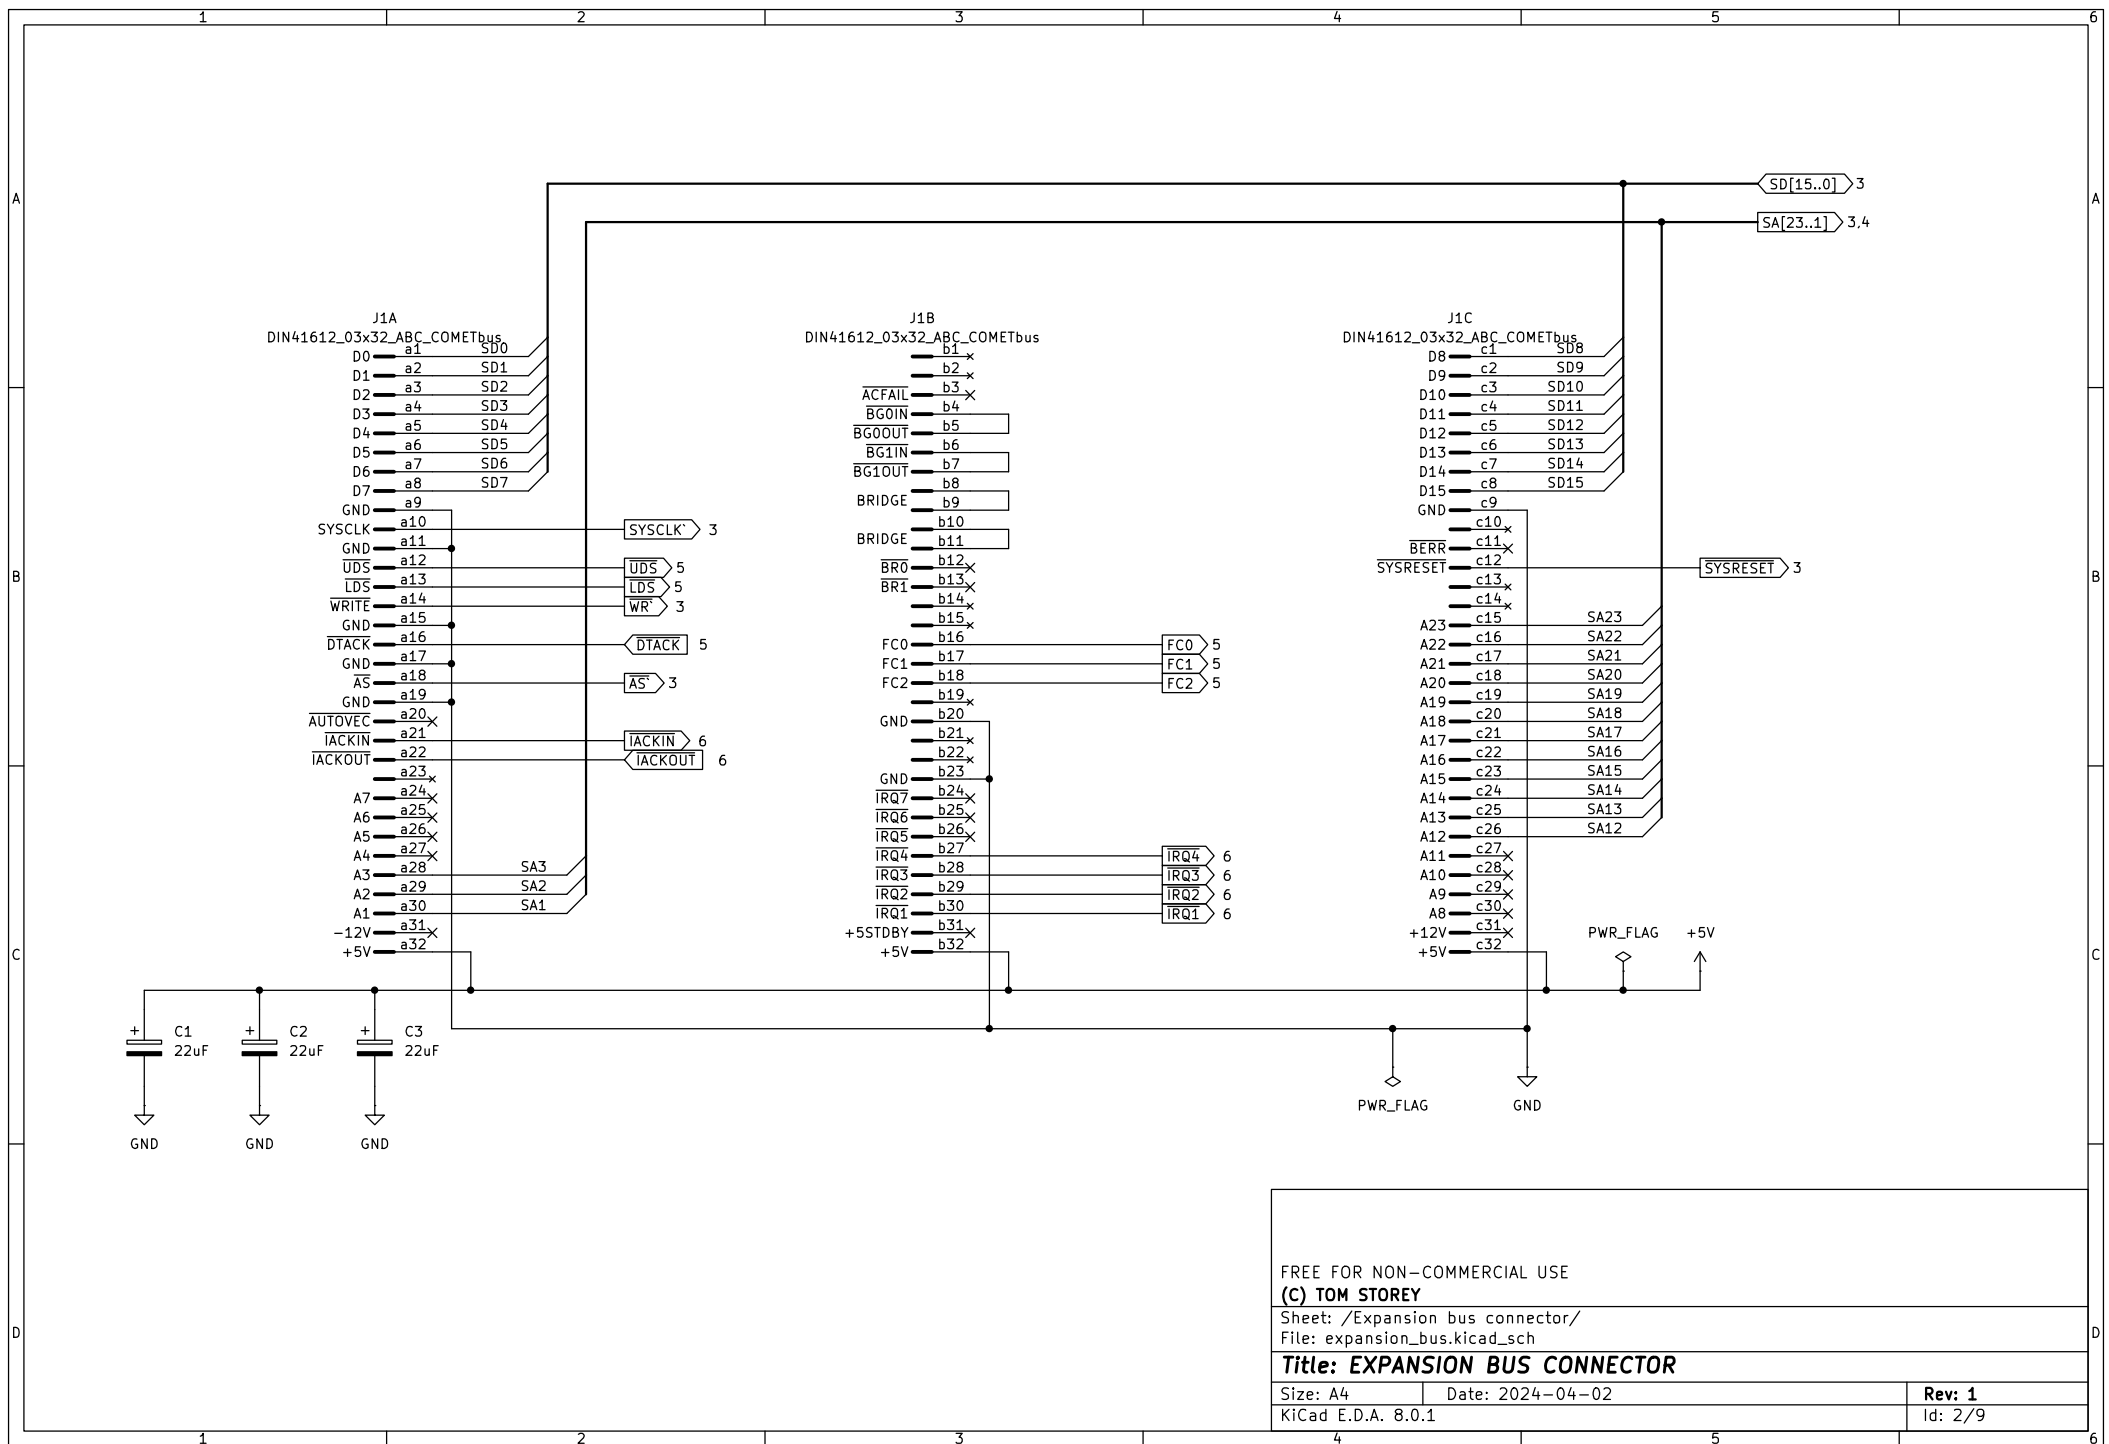 1 2 3 4 5 6
A A
B B
C C
D D
SD[15..0] 3
SA[23..1] 3,4
J1A
DIN41612_03x32_ABC_COMETbus
D0 a1 SD0
D1 a2 SD1
D2 a3 SD2
D3 a4 SD3
D4 a5 SD4
D5 a6 SD5
D6 a7 SD6
D7 a8 SD7
GND a9
SYSCLK a10 SYSCLK` 3
GND a11
UDS a12 UDS 5
LDS a13 LDS 5
WRITE a14 WR` 3
GND a15
DTACK a16 DTACK 5
GND a17
AS a18 AS` 3
GND a19
AUTOVEC a20
IACKIN a21 IACKIN 6
IACKOUT a22 IACKOUT 6
a23
A7 a24
A6 a25
A5 a26
A4 a27
A3 a28 SA3
A2 a29 SA2
A1 a30 SA1
-12V a31
+5V a32
J1B
DIN41612_03x32_ABC_COMETbus
b1
b2
ACFAIL b3
BG0IN b4
BG0OUT b5
BG1IN b6
BG1OUT b7
b8
BRIDGE
b9
b10
BRIDGE
b11
BR0 b12
BR1 b13
b14
b15
FC0 b16 FC0 5
FC1 b17 FC1 5
FC2 b18 FC2 5
b19
GND b20
b21
b22
GND b23
IRQ7 b24
IRQ6 b25
IRQ5 b26
IRQ4 b27 IRQ4 6
IRQ3 b28 IRQ3 6
IRQ2 b29 IRQ2 6
IRQ1 b30 IRQ1 6
+5STDBY b31
+5V b32
J1C
DIN41612_03x32_ABC_COMETbus
D8 c1 SD8
D9 c2 SD9
D10 c3 SD10
D11 c4 SD11
D12 c5 SD12
D13 c6 SD13
D14 c7 SD14
D15 c8 SD15
GND c9
c10
BERR c11
SYSRESET c12 SYSRESET 3
c13
c14
A23 c15 SA23
A22 c16 SA22
A21 c17 SA21
A20 c18 SA20
A19 c19 SA19
A18 c20 SA18
A17 c21 SA17
A16 c22 SA16
A15 c23 SA15
A14 c24 SA14
A13 c25 SA13
A12 c26 SA12
A11 c27
A10 c28
A9 c29
A8 c30
+12V c31
+5V c32
PWR_FLAG +5V
+ C1 22uF
+ C2 22uF
+ C3 22uF
GND GND GND
PWR_FLAG GND
FREE FOR NON-COMMERCIAL USE
(C) TOM STOREY
Sheet: /Expansion bus connector/
File: expansion_bus.kicad_sch
Title: EXPANSION BUS CONNECTOR
Size: A4 Date: 2024-04-02 Rev: 1
KiCad E.D.A. 8.0.1 Id: 2/9
1 2 3 4 5 6